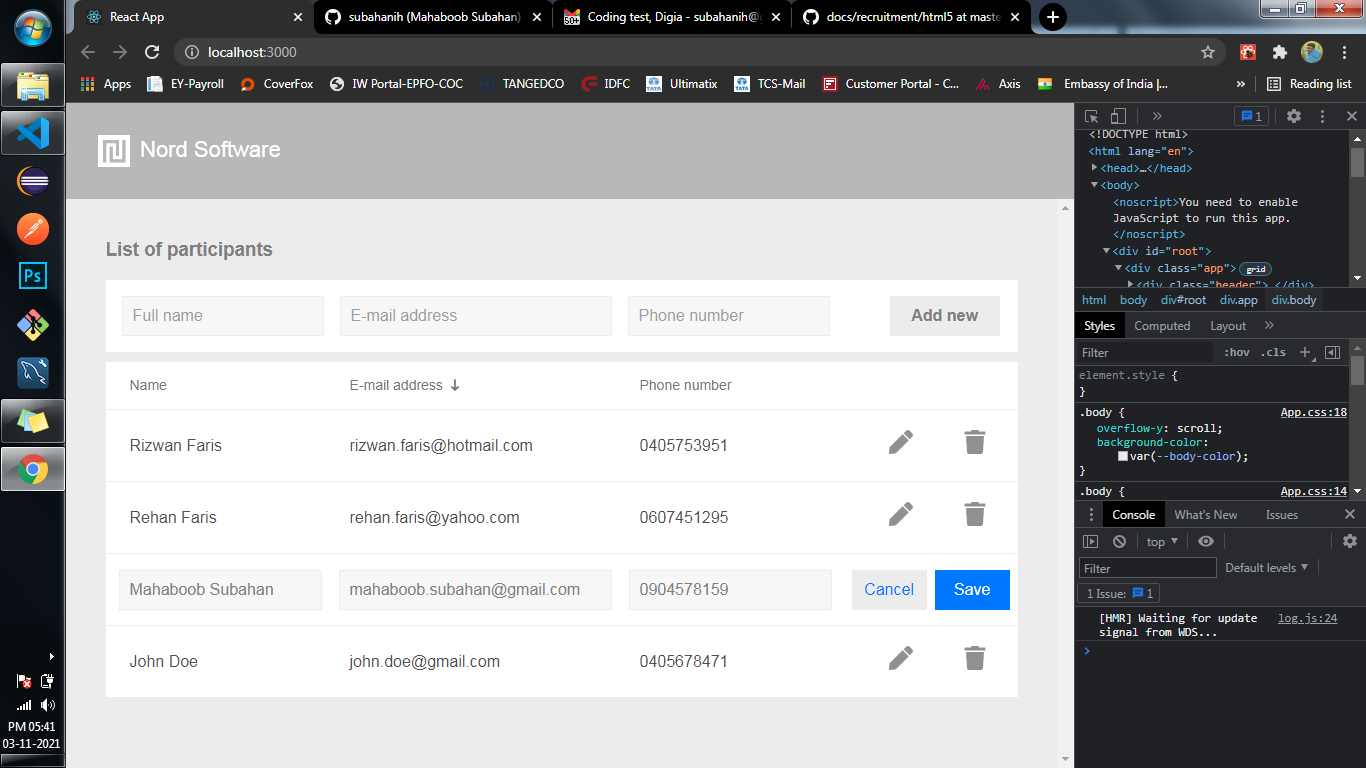 React App
subahanih (Mahaboob Subahan)
50+
Coding test, Digia - subahanih@g
docs/recruitment/html5 at maste
localhost:3000
Apps
EY-Payroll
CoverFox
IW Portal-EPFO-COC
TANGEDCO
IDFC
Ultimatix
TCS-Mail
Customer Portal - C...
Axis
Embassy of India |...
»
Reading list
Nord Software
List of participants
Full name
E-mail address
Phone number
Add new
Name
E-mail address ↓
Phone number
Rizwan Faris
rizwan.faris@hotmail.com
0405753951
Rehan Faris
rehan.faris@yahoo.com
0607451295
Mahaboob Subahan
mahaboob.subahan@gmail.com
0904578159
Cancel
Save
John Doe
john.doe@gmail.com
0405678471
» 1
<!DOCTYPE html>
<html lang="en">
<head>…</head>
<body>
<noscript>You need to enable
JavaScript to run this app.
</noscript>
<div id="root">
<div class="app"> grid
<div class="header"> </div>
html body div#root div.app div.body
Styles Computed Layout »
Filter :hov .cls +
element.style {
}
.body { App.css:18
overflow-y: scroll;
background-color:
var(--body-color);
}
.body { App.css:14
Console What's New Issues
top
Filter Default levels
1 Issue: 1
[HMR] Waiting for update log.js:24
signal from WDS...
Ps
PM 05:41
03-11-2021